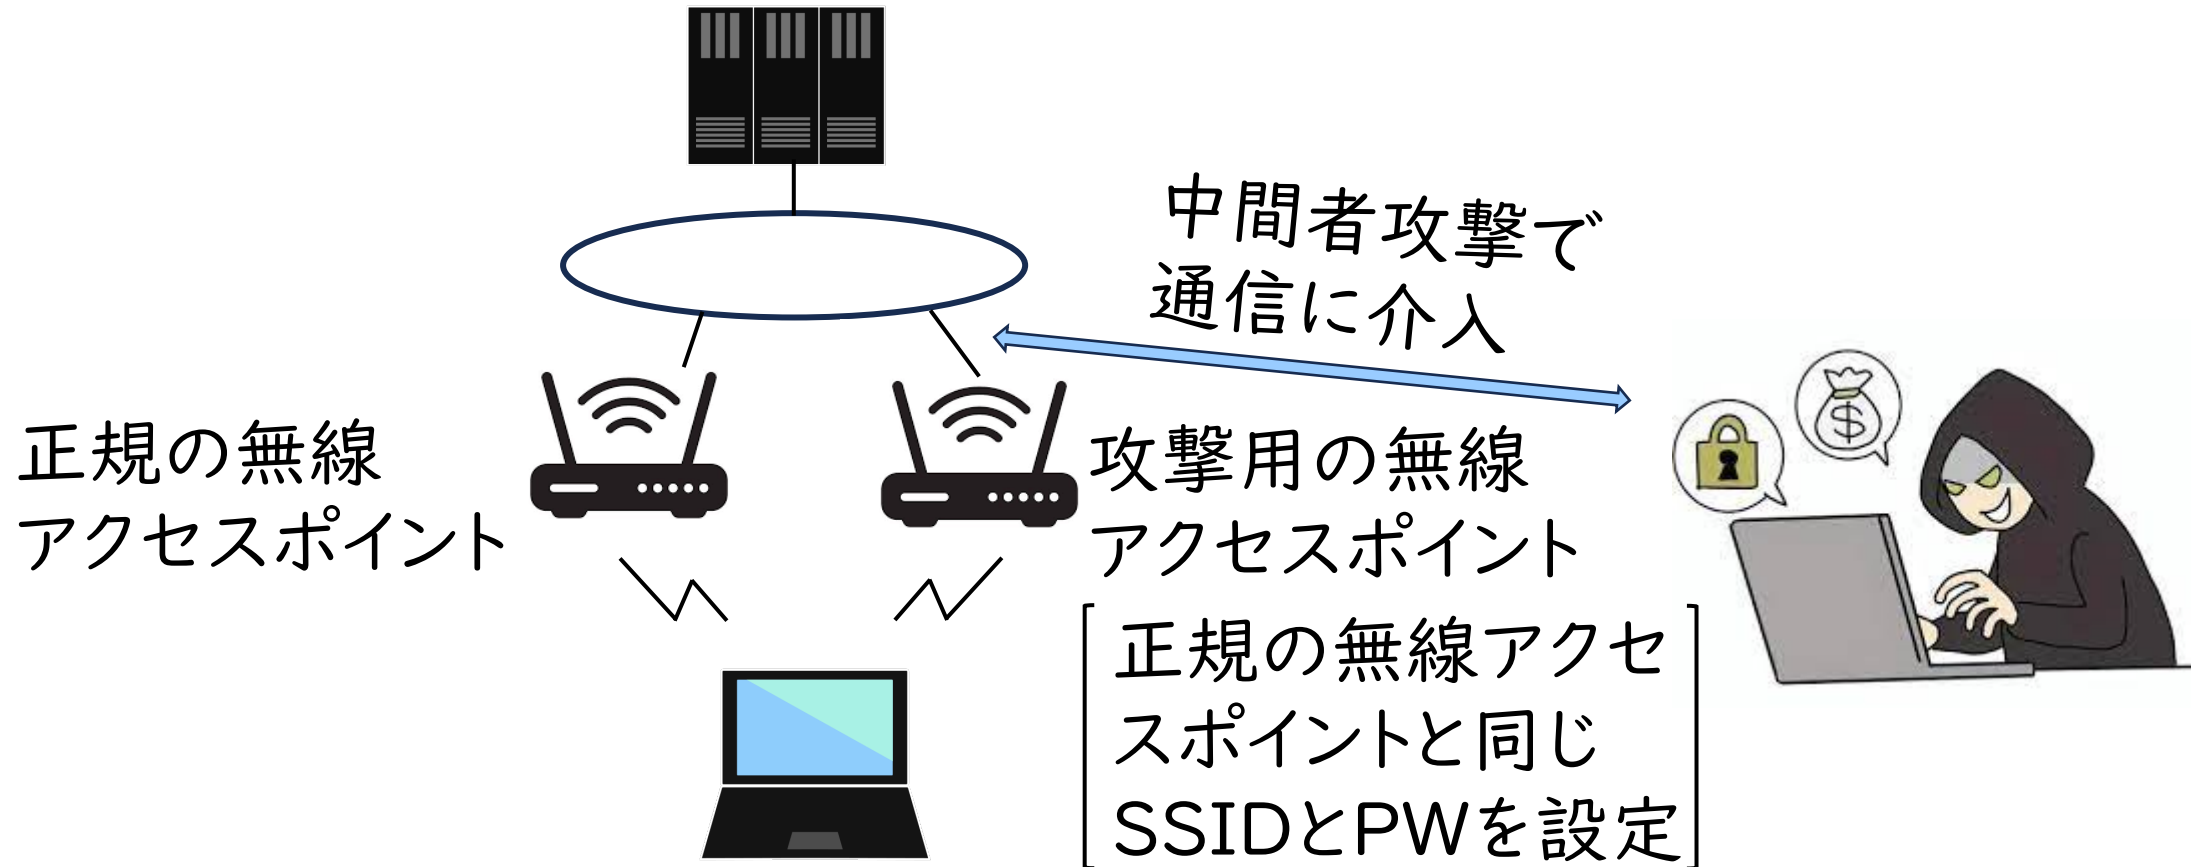 中間者攻撃で
通信に介入
正規の無線
アクセスポイント
攻撃用の無線
アクセスポイント
正規の無線アクセ
スポイントと同じ
SSIDとPWを設定
$